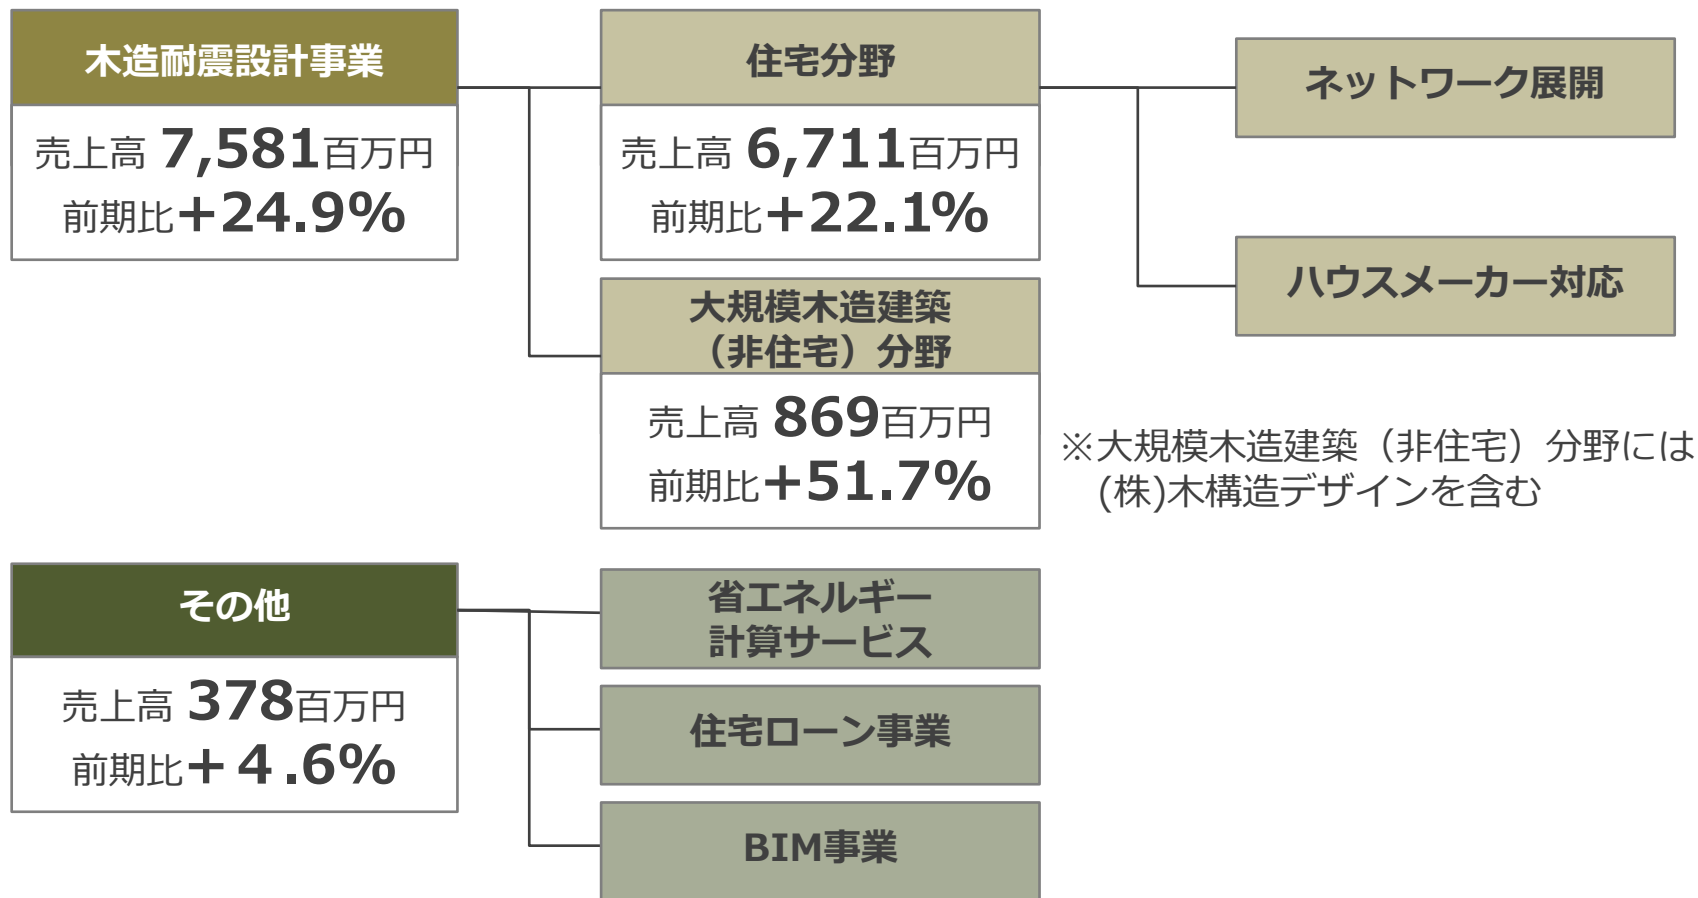 木造耐震設計事業
売上高 7,581百万円
前期比+24.9%
住宅分野
売上高 6,711百万円
前期比+22.1%
ネットワーク展開
ハウスメーカー対応
大規模木造建築
（非住宅）分野
売上高 869百万円
前期比+51.7%
※大規模木造建築（非住宅）分野には
(株)木構造デザインを含む
その他
売上高 378百万円
前期比+４.6%
省エネルギー
計算サービス
住宅ローン事業
BIM事業